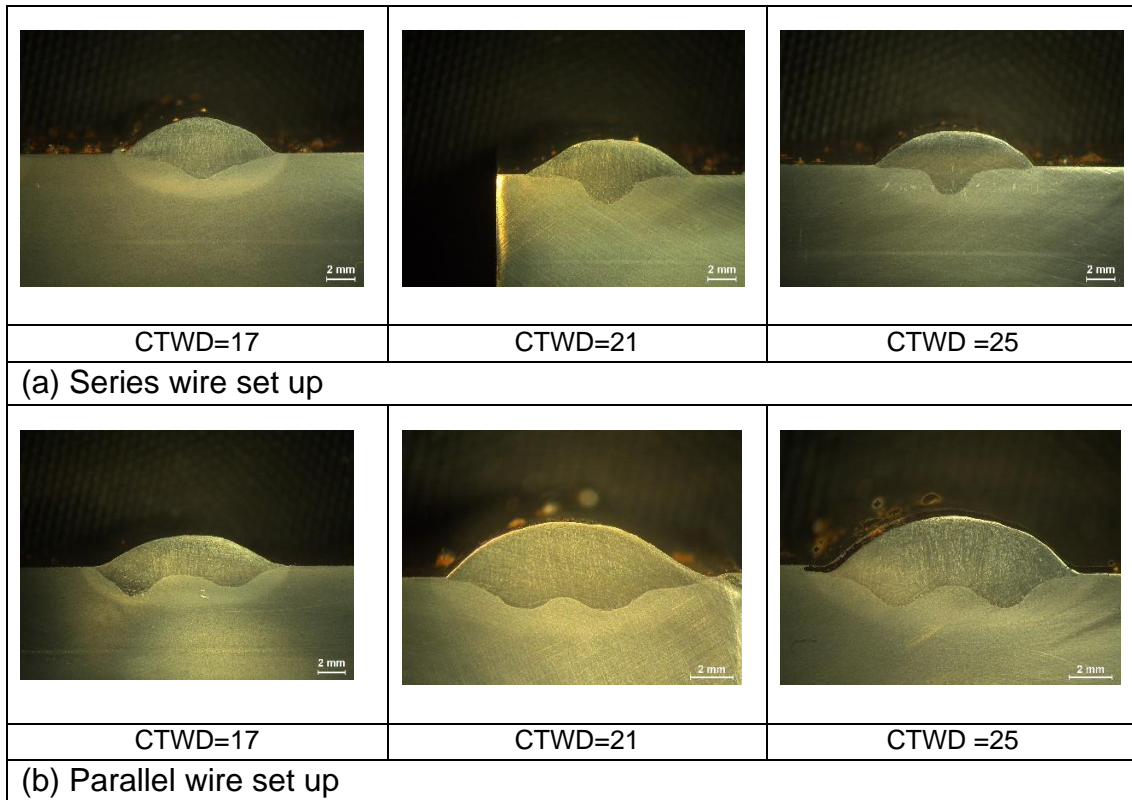 2 mm
2 mm
2 mm
CTWD=17
CTWD=21
CTWD =25
(a) Series wire set up
2 mm
2 mm
2 mm
CTWD=17
CTWD=21
CTWD =25
(b) Parallel wire set up